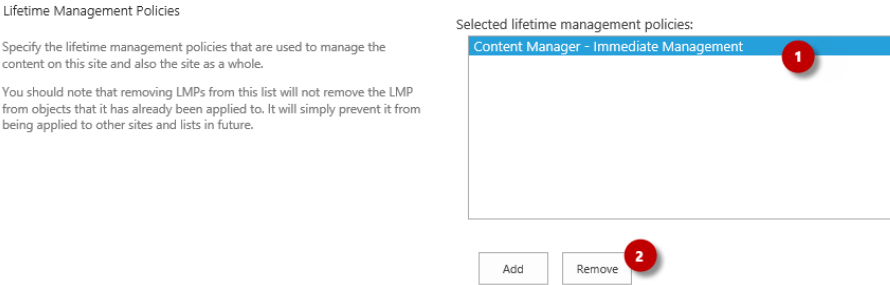 Lifetime Management Policies
Specify the lifetime management policies that are used to manage the
content on this site and also the site as a whole.
You should note that removing LMPs from this list will not remove the LMP
from objects that it has already been applied to. It will simply prevent it from
being applied to other sites and lists in future.
Selected lifetime management policies:
Content Manager - Immediate Management
1
Add
Remove
2